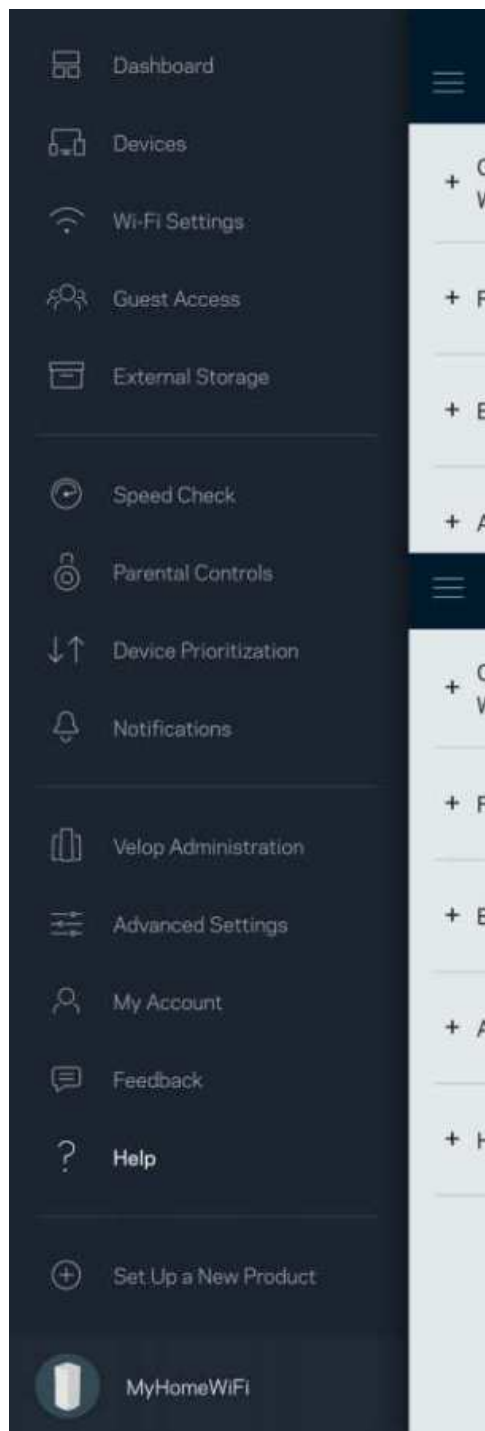 Dashboard
Devices
Wi-Fi Settings
Guest Access
External Storage
Speed Check
Parental Controls
Device Prioritization
Notifications
Velop Administration
Advanced Settings
My Account
Feedback
Help
Set Up a New Product
MyHomeWiFi